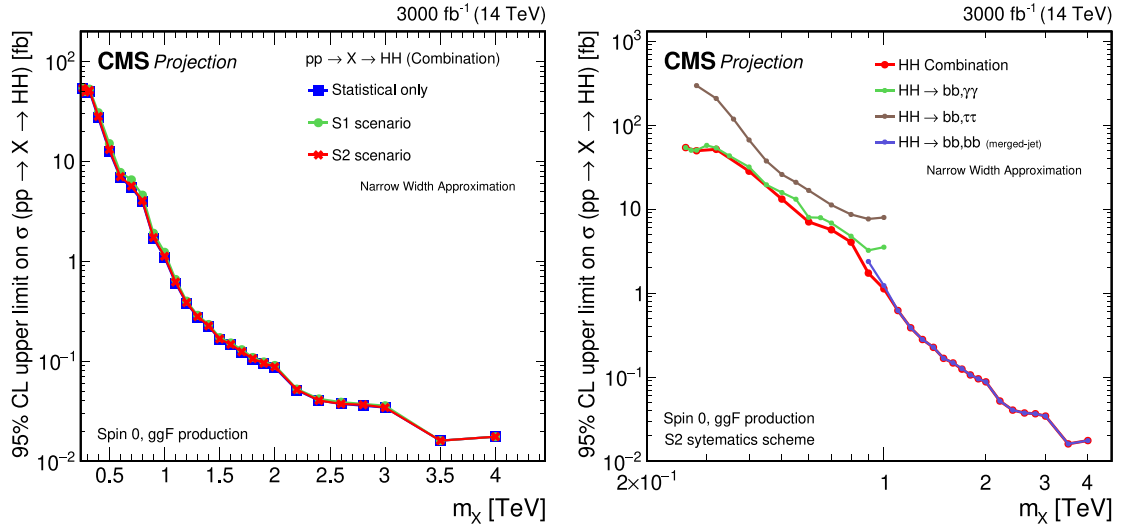 3000 fb⁻¹ (14 TeV)
95% CL upper limit on σ (pp → X → HH) [fb]
CMS Projection
pp → X → HH (Combination)
Statistical only
S1 scenario
S2 scenario
Narrow Width Approximation
Spin 0, ggF production
10²
10
1
10⁻¹
10⁻²
0.5 1 1.5 2 2.5 3 3.5 4
m_X [TeV]
3000 fb⁻¹ (14 TeV)
95% CL upper limit on σ (pp → X → HH) [fb]
CMS Projection
HH Combination
HH → bb,γγ
HH → bb,ττ
HH → bb,bb (merged-jet)
Narrow Width Approximation
Spin 0, ggF production
S2 sytematics scheme
10³
10²
10
1
10⁻¹
10⁻²
2×10⁻¹ 1 2 3 4
m_X [TeV]